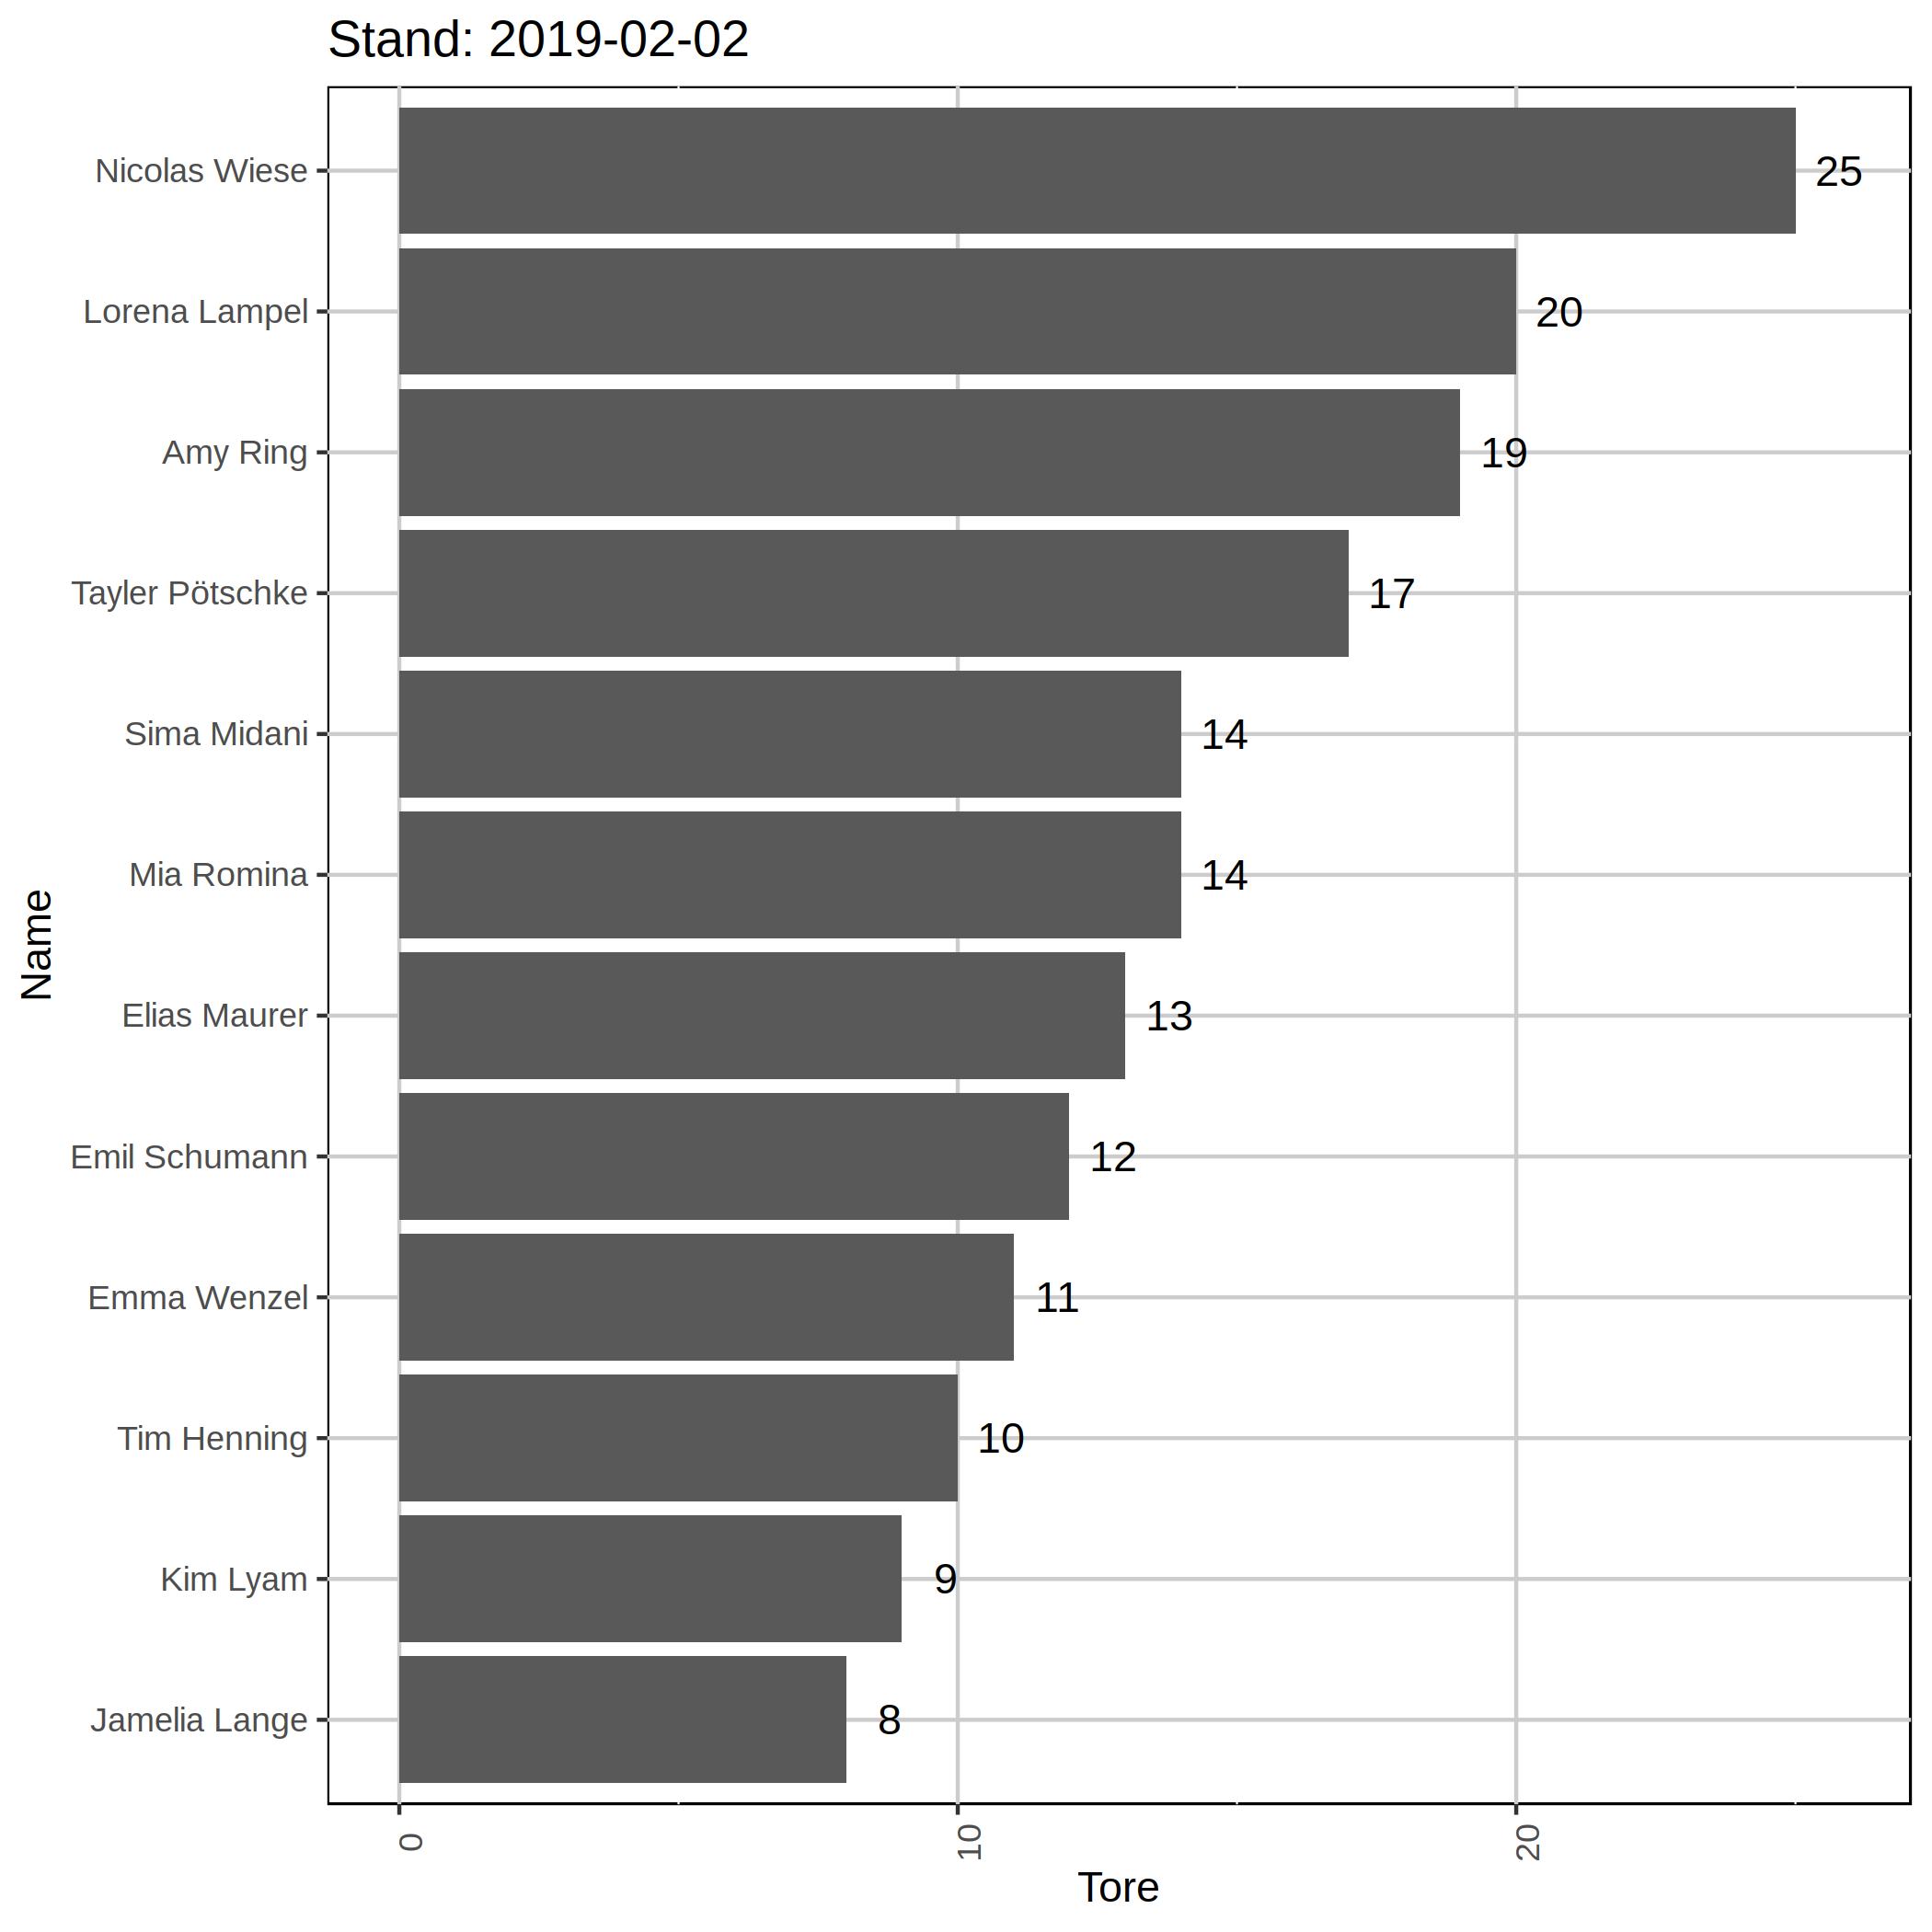 Stand: 2019-02-02
Nicolas Wiese 25
Lorena Lampel 20
Amy Ring 19
Tayler Pötschke 17
Sima Midani 14
Mia Romina 14
Elias Maurer 13
Emil Schumann 12
Emma Wenzel 11
Tim Henning 10
Kim Lyam 9
Jamelia Lange 8
Name
0 10 20
Tore